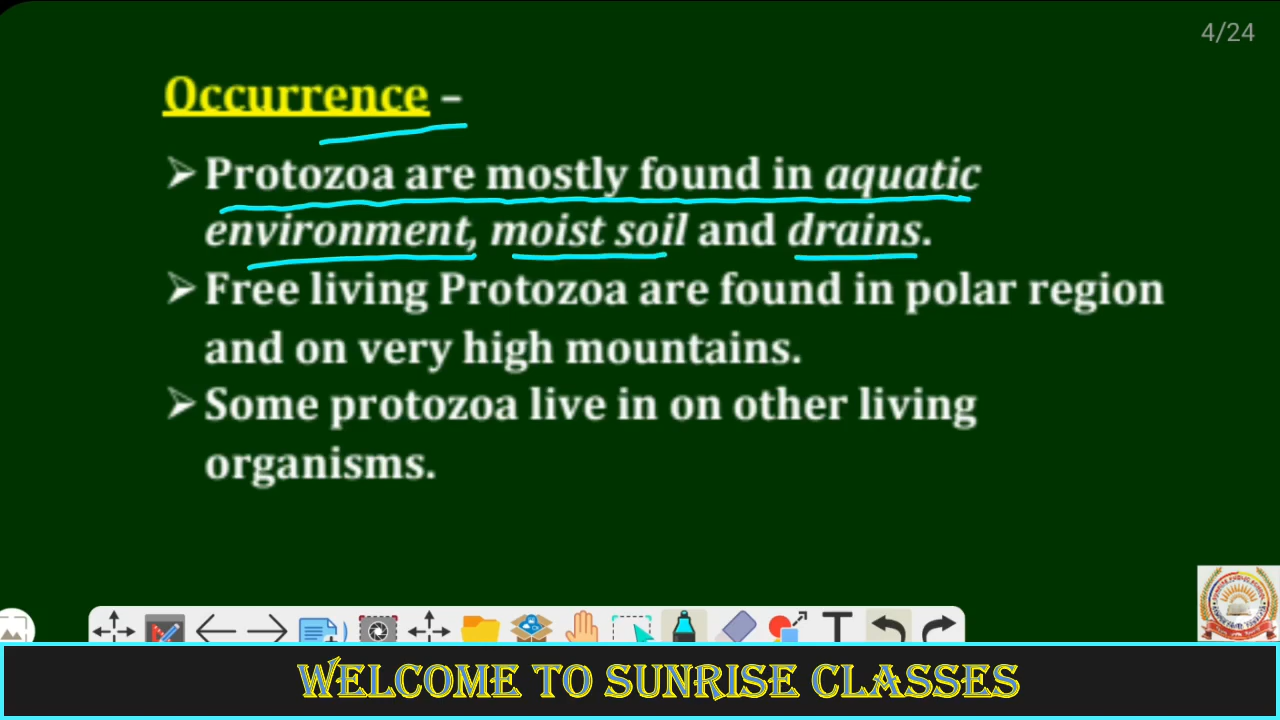 4/24
Occurrence –
➢ Protozoa are mostly found in aquatic
environment, moist soil and drains.
➢ Free living Protozoa are found in polar region
and on very high mountains.
➢ Some protozoa live in on other living
organisms.
T
WELCOME TO SUNRISE CLASSES